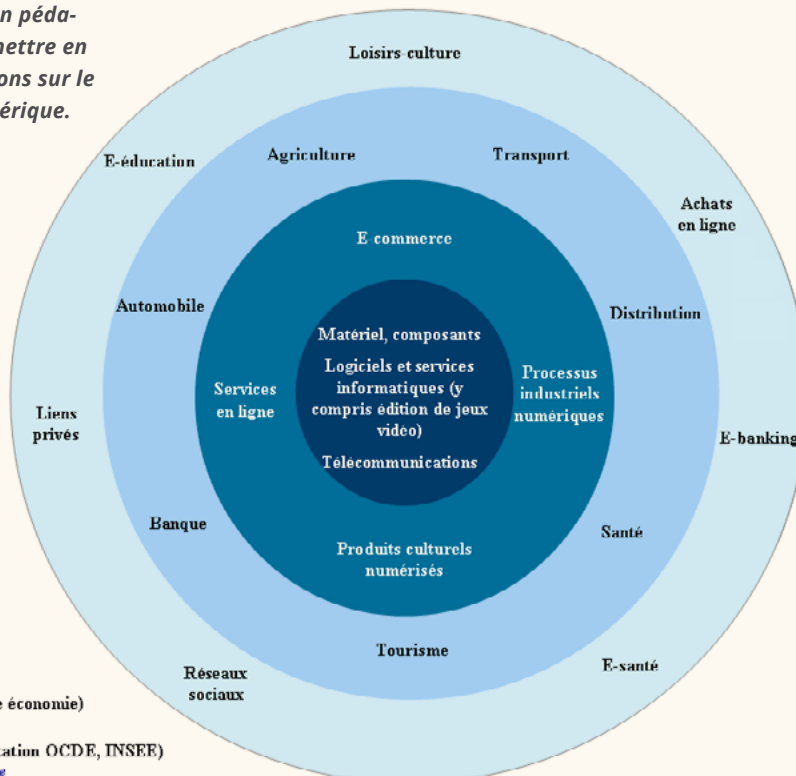 n péda-
mettre en
ons sur le
érique.
Loisirs-culture
E-éducation
Agriculture
Transport
Achats
en ligne
E-commerce
Automobile
Distribution
Matériel, composants
Logiciels et services
informatiques (y
compris édition de jeux
vidéo)
Télécommunications
Services
en ligne
Processus
industriels
numériques
Liens
privés
E-banking
Banque
Santé
Produits culturels
numérisés
Tourisme
E-santé
Réseaux
sociaux
e économie)
tation OCDE, INSEE)